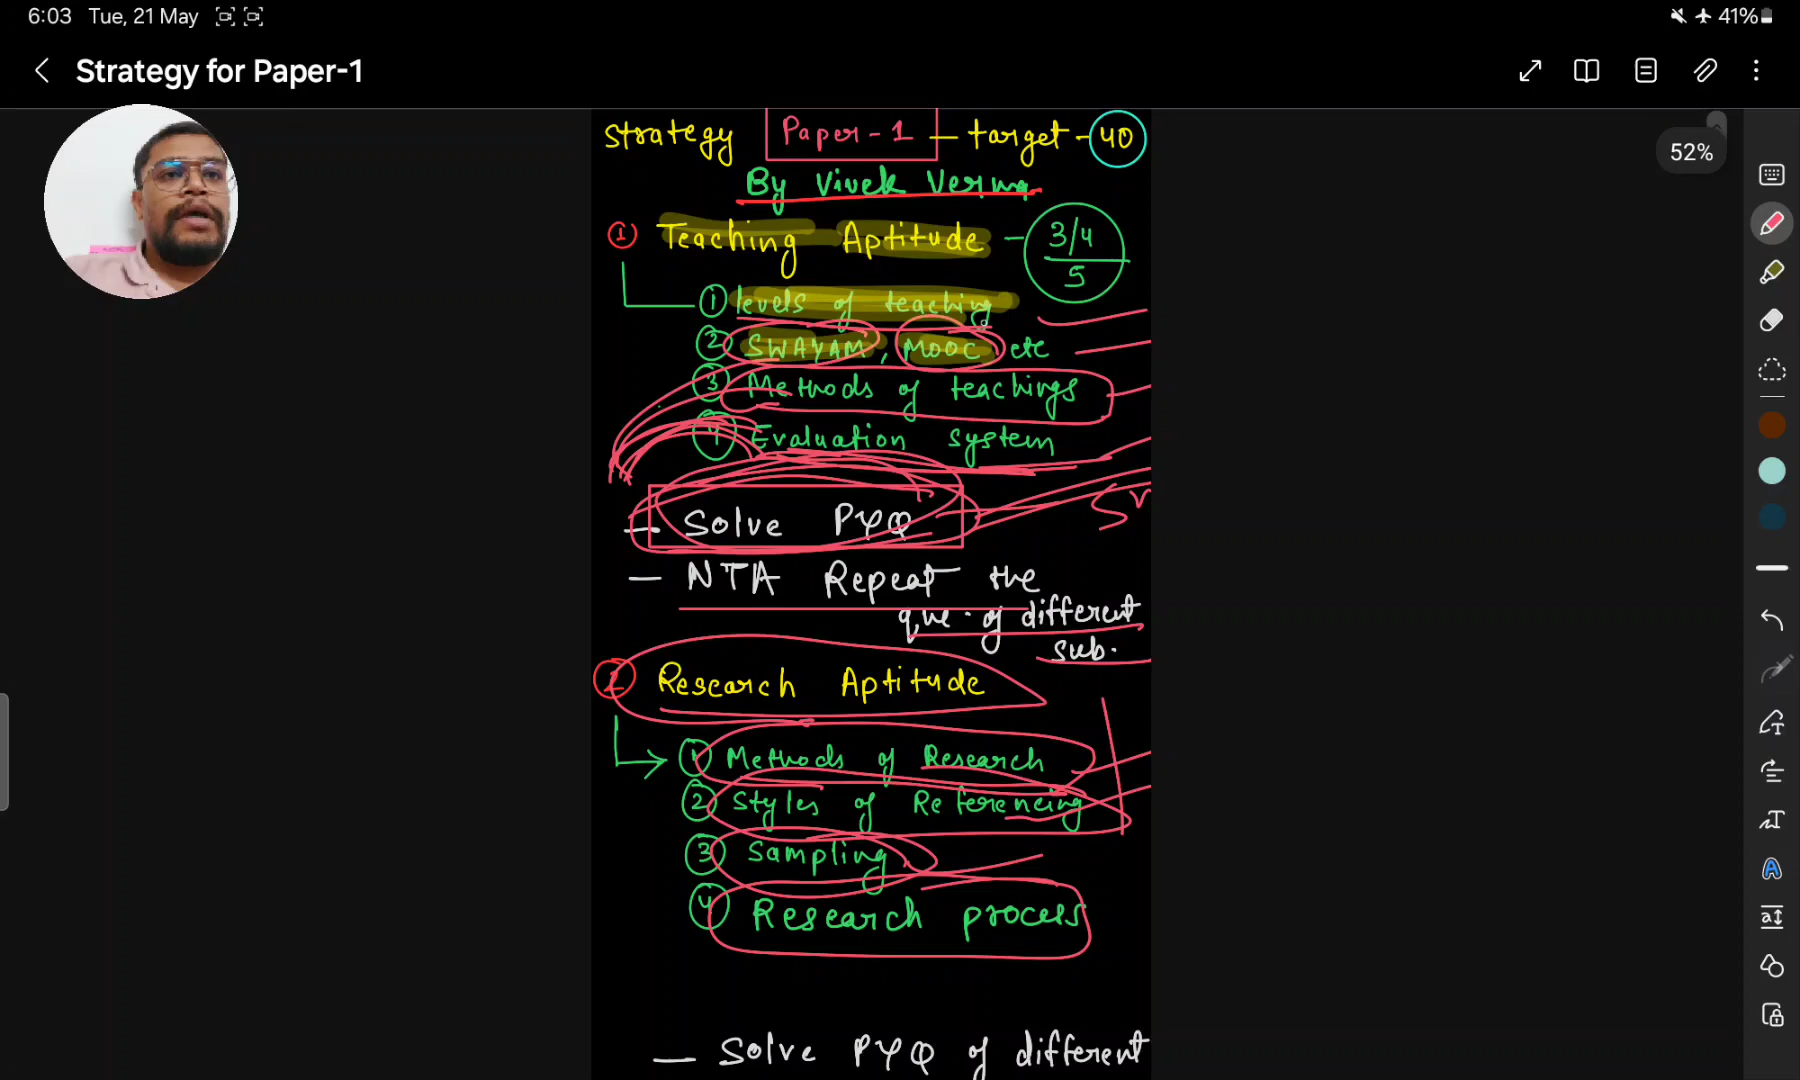 6:03 Tue, 21 May 41%
Strategy for Paper-1
52%
Strategy Paper-1 — target - 40
By Vivek Verma
① Teaching Aptitude - 3/4
5
① levels of teaching
② SWAYAM, MOOC etc
③ Methods of teachings
④ Evaluation system
— Solve PYQ
— NTA Repeat the
que. of different
sub.
Research Aptitude
① Methods of Research
② Styles of Referencing
③ Sampling
④ Research process
— Solve PYQ of different